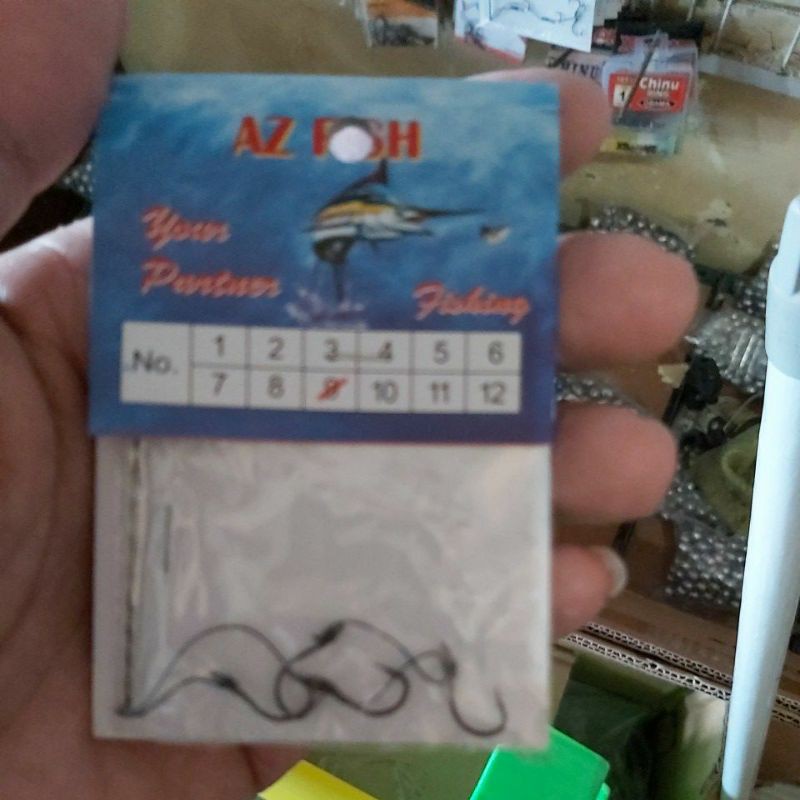 AZ FISH
Your
Partner
Fishing
No. 1 2 3 4 5 6
7 8 9 10 11 12
Chinu